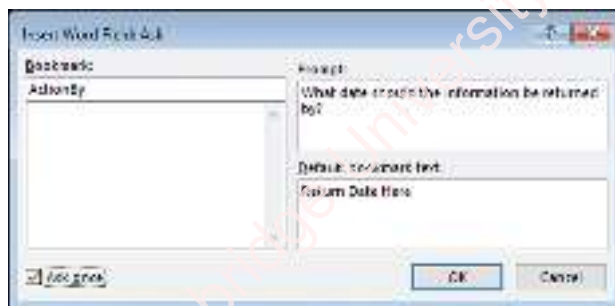 Insert Word Field: Ask
Bookmark:
Prompt:
ActionBy
What date should the information be returned
by?
Default bookmark text:
Return Date Here
Ask once
OK
Cancel